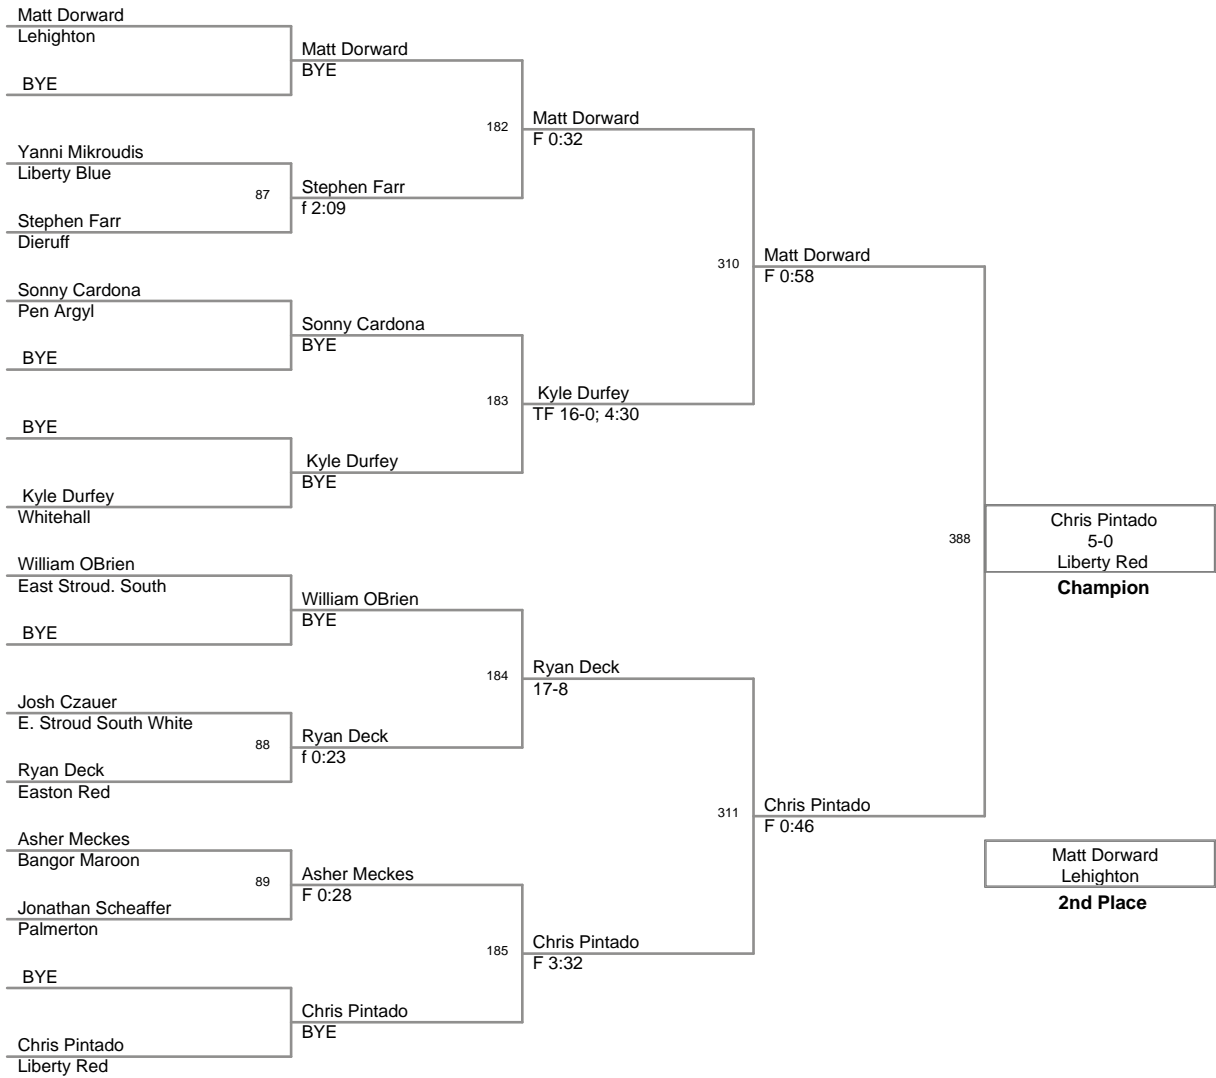 Matt Dorward
Lehighton
BYE
Yanni Mikroudis
Liberty Blue
87
Stephen Farr
Dieruff
Sonny Cardona
Pen Argyl
BYE
BYE
Kyle Durfey
Whitehall
William OBrien
East Stroud. South
BYE
Josh Czauer
E. Stroud South White
88
Ryan Deck
Easton Red
Asher Meckes
Bangor Maroon
89
Jonathan Scheaffer
Palmerton
BYE
Chris Pintado
Liberty Red
Matt Dorward
BYE
182
Stephen Farr
f 2:09
Sonny Cardona
BYE
183
Kyle Durfey
BYE
William OBrien
BYE
184
Ryan Deck
f 0:23
Asher Meckes
F 0:28
185
Chris Pintado
BYE
Matt Dorward
F 0:32
310
Kyle Durfey
TF 16-0; 4:30
Ryan Deck
17-8
311
Chris Pintado
F 3:32
Matt Dorward
F 0:58
388
Chris Pintado
F 0:46
Chris Pintado
5-0
Liberty Red
Champion
Matt Dorward
Lehighton
2nd Place